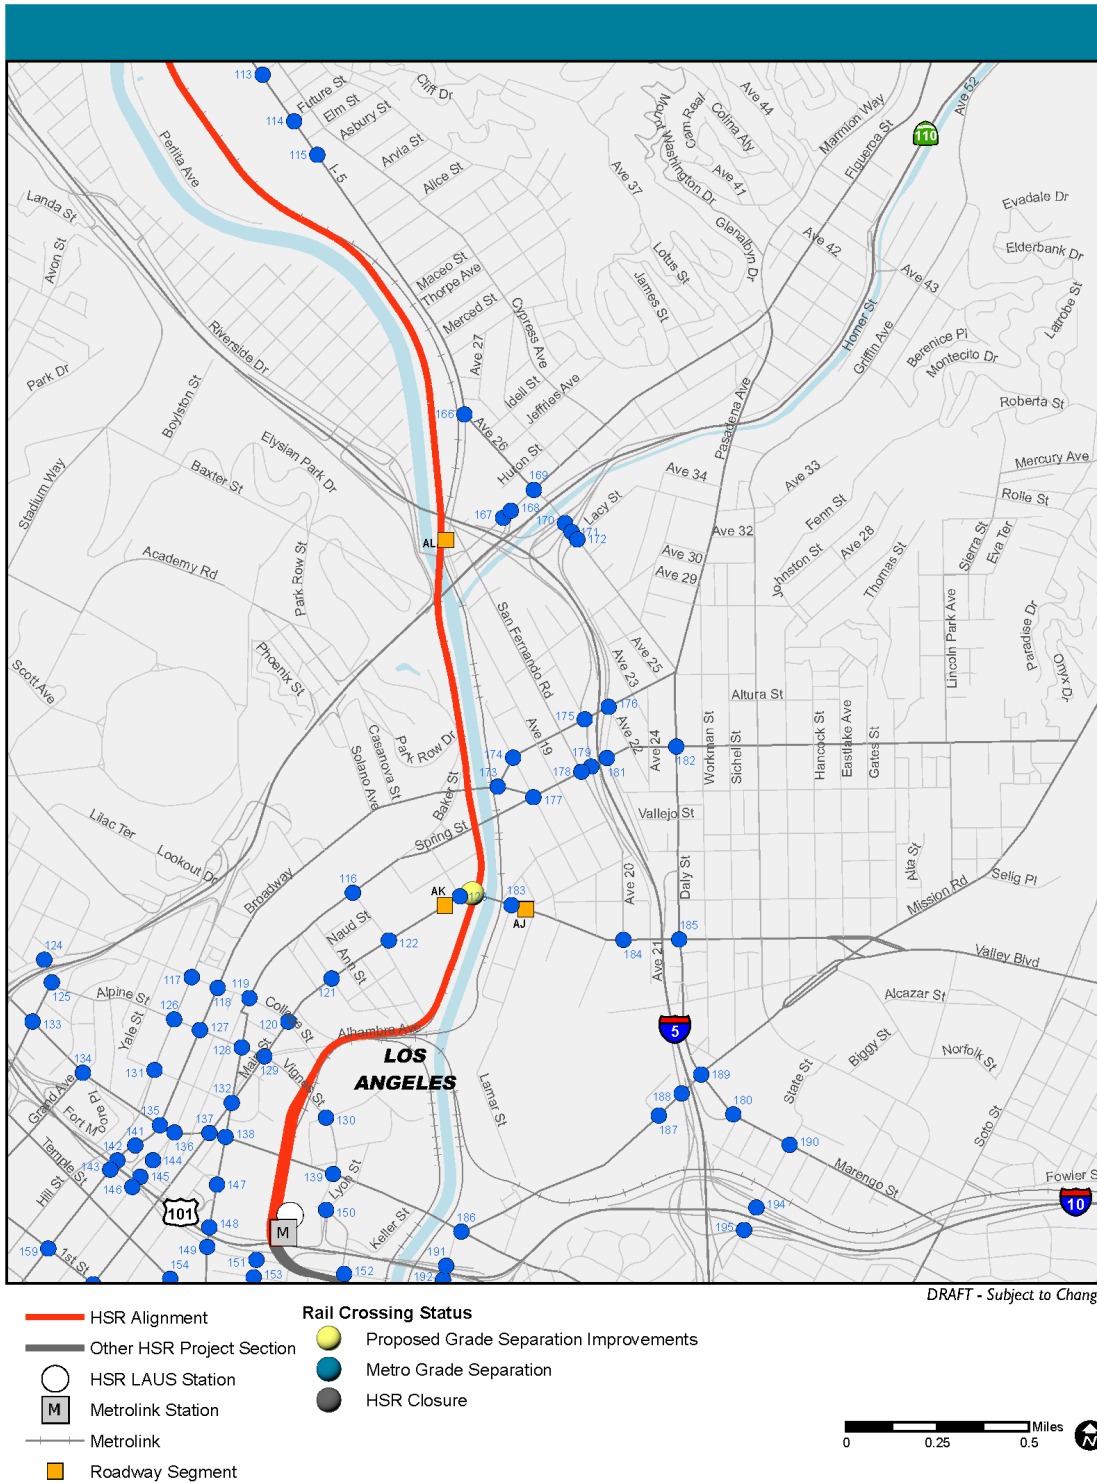 113
Future St
Cliff Dr
Elm St
114
Asbury St
115
Arvia St
I-5
Alice St
Perlita Ave
Landa St
Avon St
Mount Washington Dr
Carn Real
Colina Aly
Ave 44
Marmion Way
Figueroa St
110
Ave 52
Ave 37
Ave 41
Glenalbyn Dr
Ave 42
Evadale Dr
Elderbank Dr
Lotus St
James St
Ave 43
Latrobe St
Maceo St
Thorpe Ave
Merced St
Cypress Ave
Homer St
Griffin Ave
Berenice Pl
Montecito Dr
Riverside Dr
Ave 27
Idell St
Jeffries Ave
Park Dr
Boylston St
Pasadena Ave
Roberta St
166
Ave 26
Huron St
Elysian Park Dr
Baxter St
Stadium Way
169
Ave 34
Ave 33
Mercury Ave
Rolle St
167
168
170
Lacy St
171
172
Ave 32
Fenn St
Ave 28
Sierra St
Eva Ter
AL
Ave 30
Ave 29
Johnston St
Thomas St
Academy Rd
Park Row St
Lincoln Park Ave
Paradise Dr
Onyx Dr
San Fernando Rd
Ave 25
Ave 23
Phoenix St
Scott Ave
Altura St
176
175
Ave 22
Ave 24
Workman St
Sichel St
Hancock St
Eastlake Ave
Gates St
Park Row Dr
Casanova St
Solano Ave
Ave 19
174
179
181
182
173
178
177
Baker St
Spring St
Vallejo St
Lilac Ter
Lookout Dr
Broadway
116
Ave 20
Daly St
Alta St
Mission Rd
Selig Pl
AK
183
AJ
Naud St
122
184
185
Ave 21
Valley Blvd
124
125
117
118
119
Ann St
121
Alpine St
126
College St
120
Alhambra Ave
Alcazar St
133
Yale St
127
128
Main St
129
Vignes St
5
Biggy St
Norfolk St
LOS
ANGELES
134
131
Grand Ave
132
Lamar St
189
188
187
180
State St
Soto St
Fort M
135
130
136
137
138
190
142
141
Temple St
143
144
145
146
139
Lyon St
Marengo St
Fowler S
Hill St
147
101
150
M
Keller St
186
194
195
10
148
159
1st St
149
151
154
153
152
191
192
DRAFT - Subject to Chang
HSR Alignment
Other HSR Project Section
HSR LAUS Station
M Metrolink Station
Metrolink
Roadway Segment
Rail Crossing Status
Proposed Grade Separation Improvements
Metro Grade Separation
HSR Closure
Miles
0 0.25 0.5
N